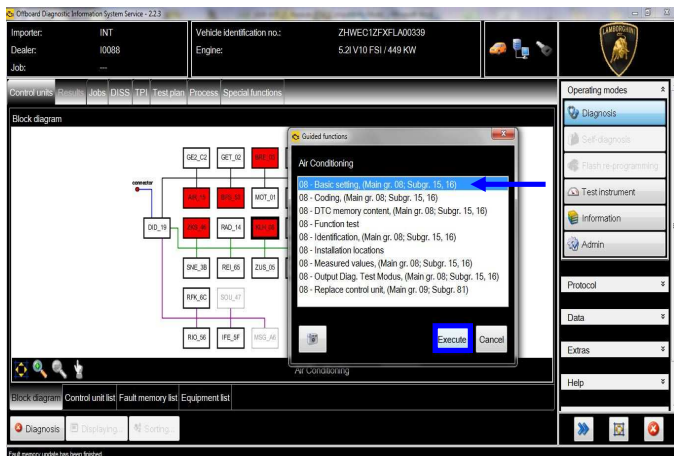 Offboard Diagnostic Information System Service - 2.2.3
Importer: INT
Dealer: I0088
Job: ---
Vehicle identification no.: ZHWEC1ZFXFLA00339
Engine: 5.2l V10 FSI / 449 KW
LAMBORGHINI
Control units Results Jobs DISS TPI Test plan Process Special functions
Block diagram
connector
GE2_C2 GET_02
MOT_01
DID_19 RAD_14
SNE_3B REI_65 ZUS_05
RFK_6C SOU_47
RIO_56 IFE_5F
Guided functions
Air Conditioning
08 - Basic setting, (Main gr. 08; Subgr. 15, 16)
08 - Coding, (Main gr. 08; Subgr. 15, 16)
08 - DTC memory content, (Main gr. 08; Subgr. 15, 16)
08 - Function test
08 - Identification, (Main gr. 08; Subgr. 15, 16)
08 - Installation locations
08 - Measured values, (Main gr. 08; Subgr. 15, 16)
08 - Output Diag. Test Modus, (Main gr. 08; Subgr. 15, 16)
08 - Replace control unit, (Main gr. 09; Subgr. 81)
Execute Cancel
Air Conditioning
Block diagram Control unit list Fault memory list Equipment list
Diagnosis Displaying... Sorting...
Fault memory update has been finished.
Operating modes
Diagnosis
Self-diagnosis
Flash re-programming
Test instrument
Information
Admin
Protocol
Data
Extras
Help